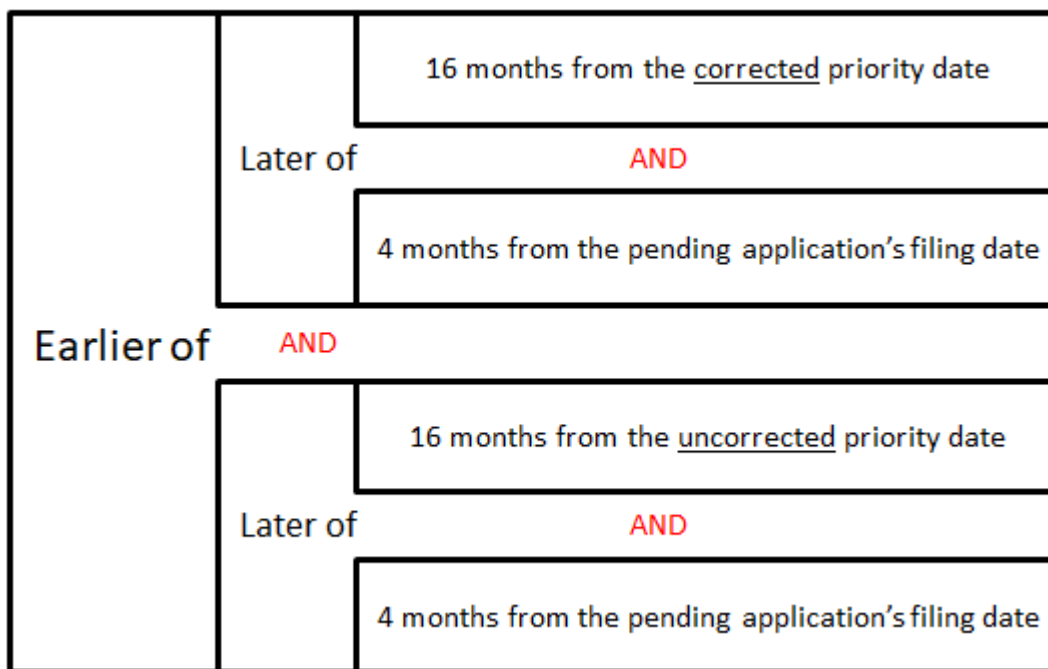 16 months from the corrected priority date
Later of
AND
4 months from the pending application's filing date
Earlier of
AND
16 months from the uncorrected priority date
Later of
AND
4 months from the pending application's filing date